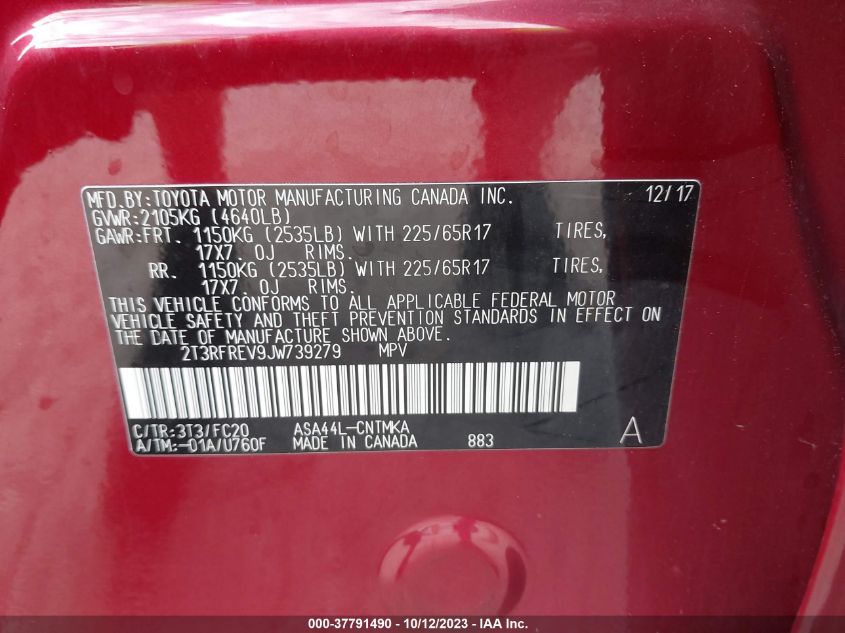 MFD.BY:TOYOTA MOTOR MANUFACTURING CANADA INC. 12/17
GVWR:2105KG (4640LB)
GAWR:FRT. 1150KG (2535LB) WITH 225/65R17 TIRES,
17X7.0J RIMS.
RR. 1150KG (2535LB) WITH 225/65R17 TIRES,
17X7.0J RIMS.
THIS VEHICLE CONFORMS TO ALL APPLICABLE FEDERAL MOTOR
VEHICLE SAFETY AND THEFT PREVENTION STANDARDS IN EFFECT ON
THE DATE OF MANUFACTURE SHOWN ABOVE.
2T3RFREV9JW739279 MPV
C/TR:3T3/FC20 ASA44L-CNTMKA
A/TM:-01A/U760F MADE IN CANADA 883 A
000-37791490 - 10/12/2023 - IAAI.com, Inc.